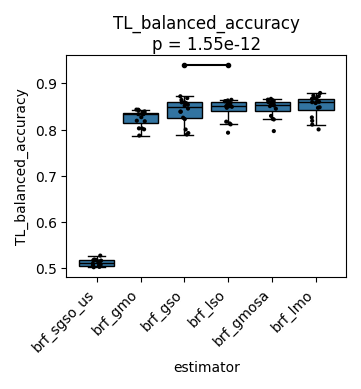 TL_balanced_accuracy
p = 1.55e-12
TL_balanced_accuracy
0.9
0.8
0.7
0.6
0.5
brf_sgso_us
brf_gmo
brf_gso
brf_lso
brf_gmosa
brf_lmo
estimator